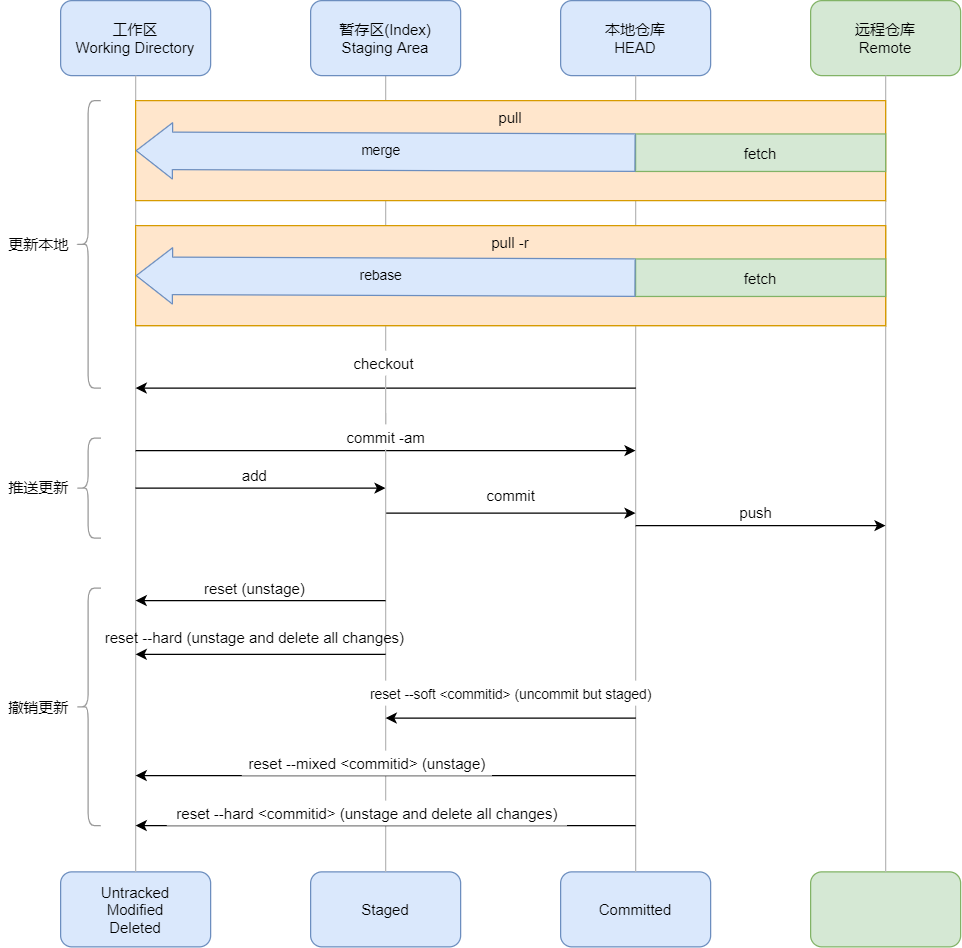 工作区
Working Directory
暂存区(Index)
Staging Area
本地仓库
HEAD
远程仓库
Remote
更新本地
pull
merge
fetch
pull -r
rebase
fetch
checkout
推送更新
commit -am
add
commit
push
撤销更新
reset (unstage)
reset --hard (unstage and delete all changes)
reset --soft <commitid> (uncommit but staged)
reset --mixed <commitid> (unstage)
reset --hard <commitid> (unstage and delete all changes)
Untracked
Modified
Deleted
Staged
Committed